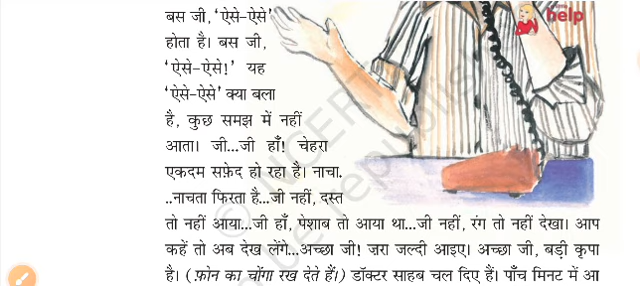 help
बस जी, ‘ऐसे-ऐसे’
होता है। बस जी,
‘ऐसे-ऐसे!’ यह
‘ऐसे-ऐसे’ क्या बला
है, कुछ समझ में नहीं
आता। जी...जी हाँ! चेहरा
एकदम सफ़ेद हो रहा है। नाचा.
..नाचता फिरता है...जी नहीं, दस्त
तो नहीं आया...जी हाँ, पेशाब तो आया था...जी नहीं, रंग तो नहीं देखा। आप
कहें तो अब देख लेंगे...अच्छा जी! ज़रा जल्दी आइए। अच्छा जी, बड़ी कृपा
है। (फ़ोन का चोंगा रख देते हैं।) डॉक्टर साहब चल दिए हैं। पाँच मिनट में आ
© NCERT
republish